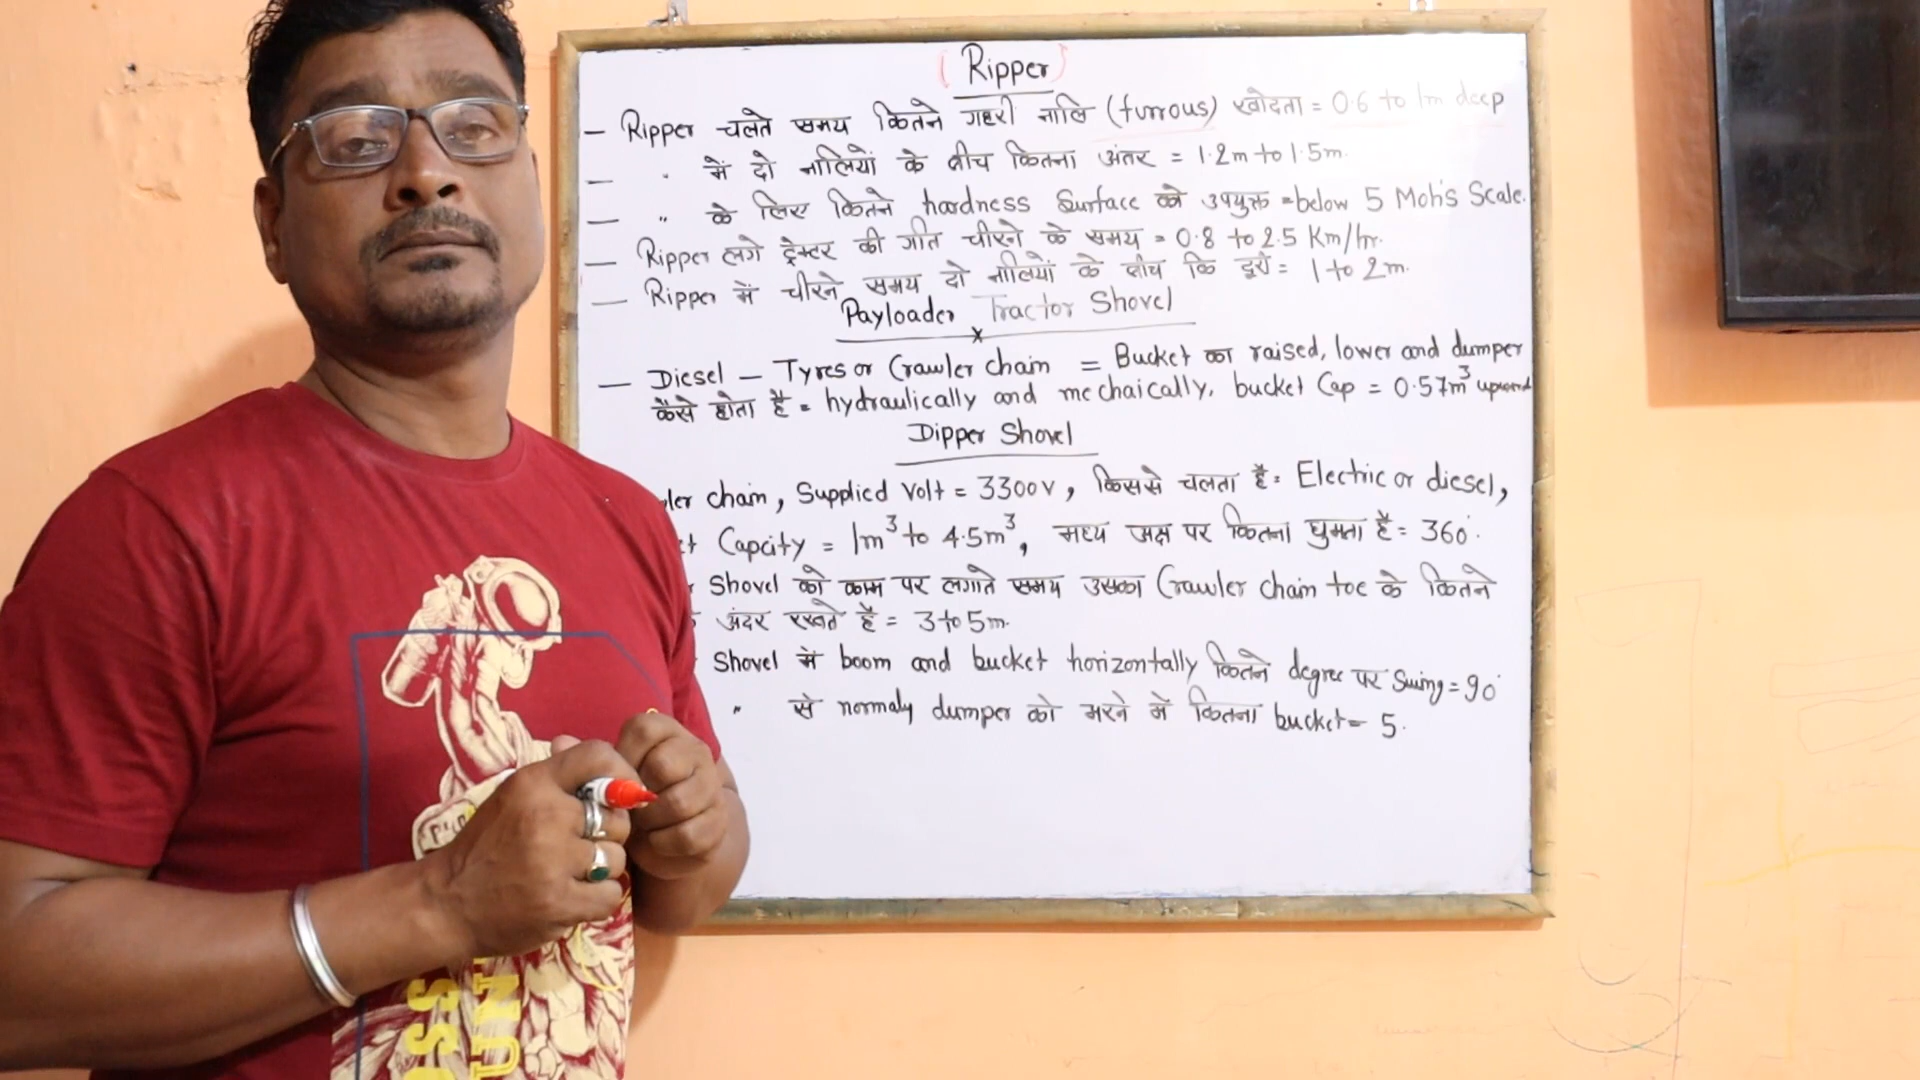 (Ripper)
— Ripper चलते समय कितने गहरी नालि (furrous) खोदता = 0.6 to 1m deep
— " में दो नालियों के बीच कितना अंतर = 1.2m to 1.5m.
— " के लिए कितने hardness Surface को उपयुक्त = below 5 Moh's Scale.
— Ripper लगे ट्रेक्टर की गति चीरने के समय = 0.8 to 2.5 Km/hr.
— Ripper में चीरने समय दो नालियों के बीच कि दूरी = 1 to 2m.
Payloader Tractor Shovel
— Diesel — Tyres or Crawler chain = Bucket का raised, lower and dumper
कैसे होता है = hydraulically and mechaically, bucket Cap = 0.57m³ upward
Dipper Shovel
ler chain, Supplied Volt = 3300v, किससे चलता है = Electric or diesel,
et Capcity = 1m³ to 4.5m³, मध्य अक्ष पर कितना घुमता है = 360°.
r Shovel को काम पर लगाते समय उसका Crawler chain toe के कितने
अंदर रखते है = 3 to 5m.
Shovel में boom and bucket horizontally कितने degree पर Swing = 90°
" से normaly dumper को भरने में कितना bucket = 5.
OSS
UN